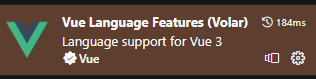 Vue Language Features (Volar) 184ms
Language support for Vue 3
Vue